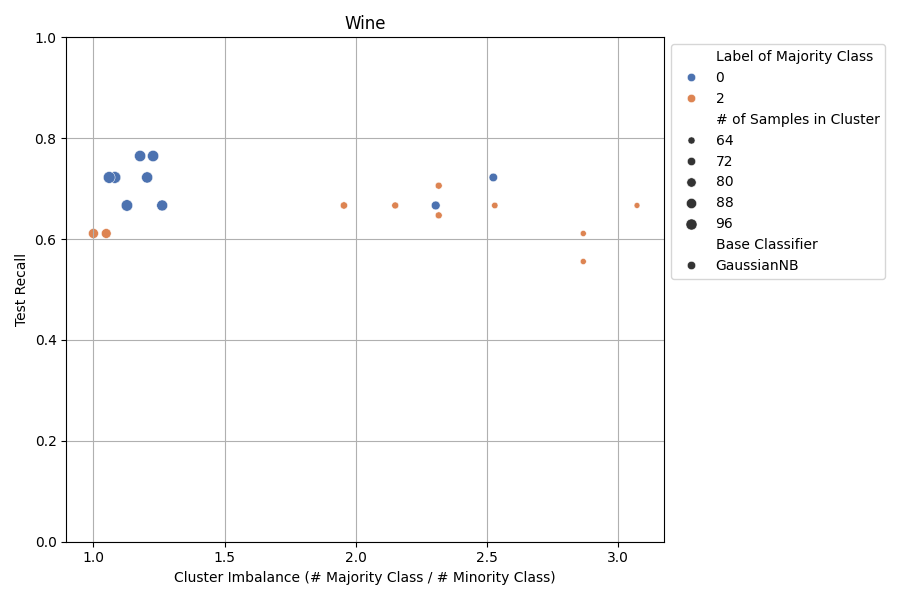 Wine
1.0
0.8
0.6
0.4
0.2
0.0
Test Recall
1.0 1.5 2.0 2.5 3.0
Cluster Imbalance (# Majority Class / # Minority Class)
Label of Majority Class
0
2
# of Samples in Cluster
64
72
80
88
96
Base Classifier
GaussianNB